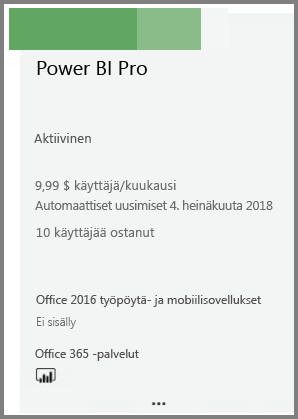 Power BI Pro
Aktiivinen
9,99 $ käyttäjä/kuukausi
Automaattiset uusimiset 4. heinäkuuta 2018
10 käyttäjää ostanut
Office 2016 työpöytä- ja mobiilisovellukset
Ei sisälly
Office 365 -palvelut